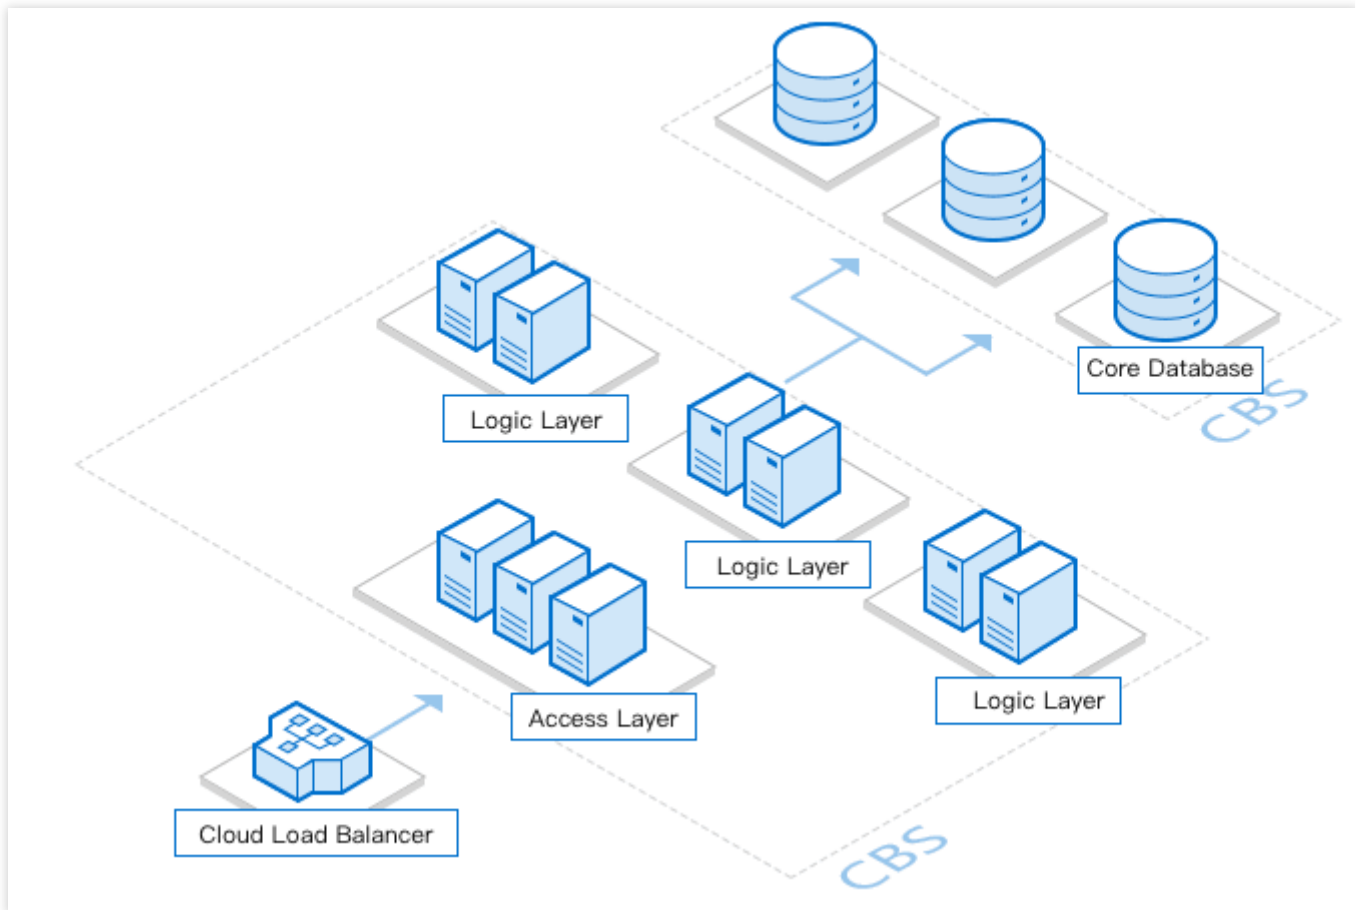 Core Database
CBS
Logic Layer
Logic Layer
Logic Layer
Access Layer
Cloud Load Balancer
CBS